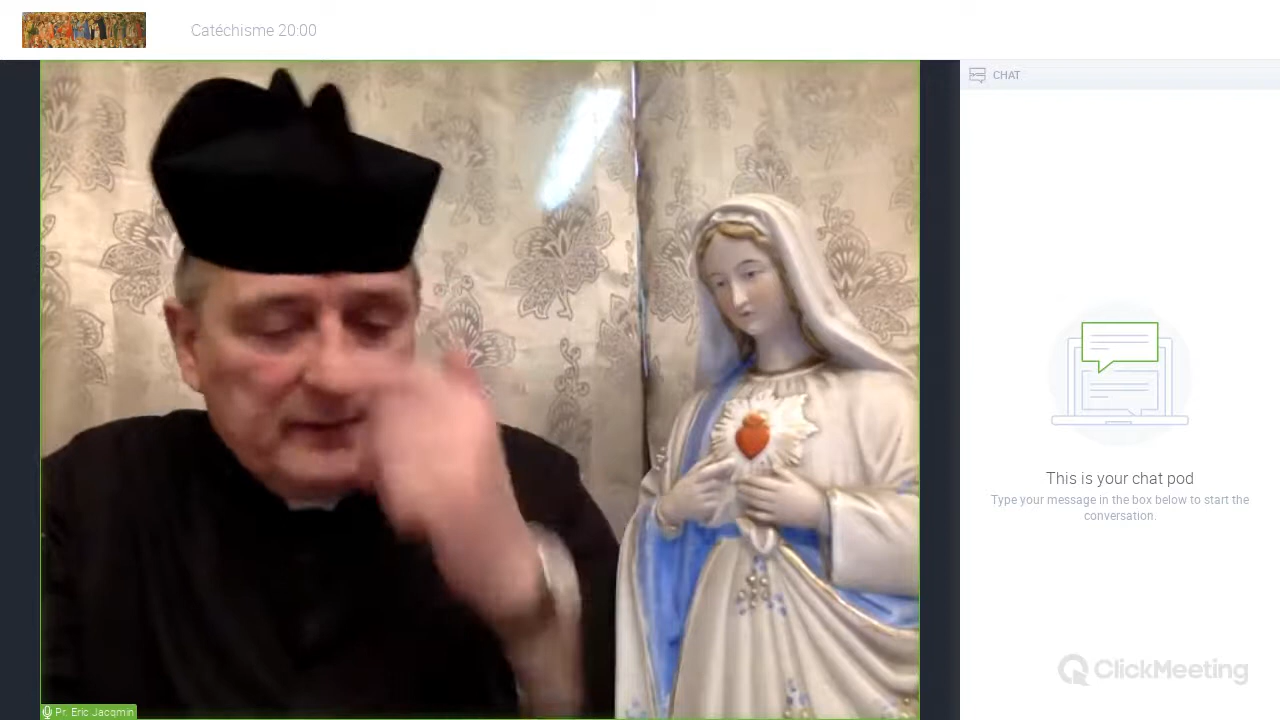 Catéchisme 20:00
CHAT
This is your chat pod
Type your message in the box below to start the
conversation.
ClickMeeting
Pr. Eric Jacqmin